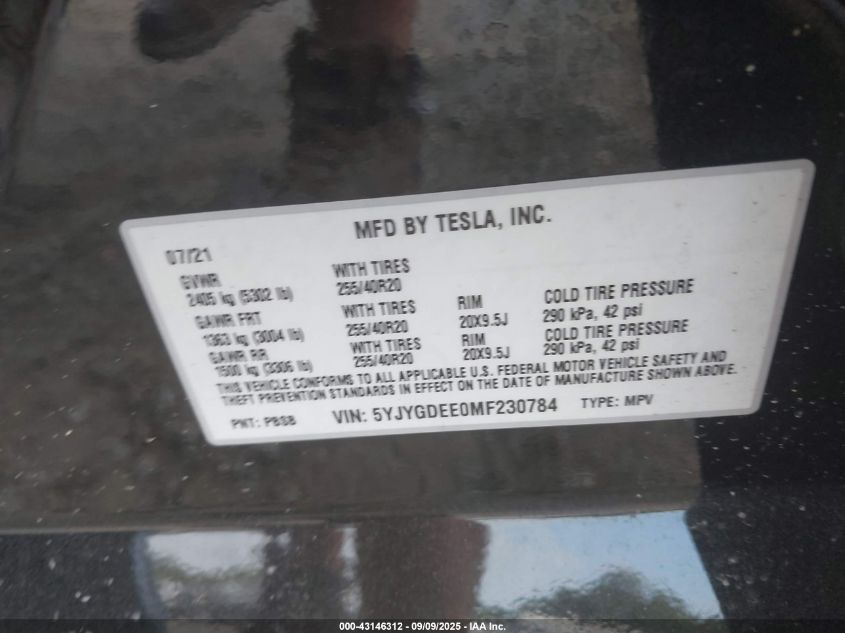 MFD BY TESLA, INC.
07/21
GVWR WITH TIRES
2405 kg (5302 lb) 255/40R20
GAWR FRT WITH TIRES RIM COLD TIRE PRESSURE
1363 kg (3004 lb) 255/40R20 20X9.5J 290 kPa, 42 psi
GAWR RR WITH TIRES RIM COLD TIRE PRESSURE
1500 kg (3306 lb) 255/40R20 20X9.5J 290 kPa, 42 psi
THIS VEHICLE CONFORMS TO ALL APPLICABLE U.S. FEDERAL MOTOR VEHICLE SAFETY AND
THEFT PREVENTION STANDARDS IN EFFECT ON THE DATE OF MANUFACTURE SHOWN ABOVE.
PNT: PBSB VIN: 5YJYGDEE0MF230784 TYPE: MPV
000-43146312 - 09/09/2025 - IAA Inc.